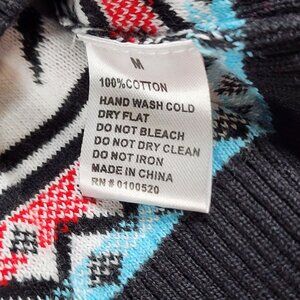 M
100%COTTON
HAND WASH COLD
DRY FLAT
DO NOT BLEACH
DO NOT DRY CLEAN
DO NOT IRON
MADE IN CHINA
RN # 0100520